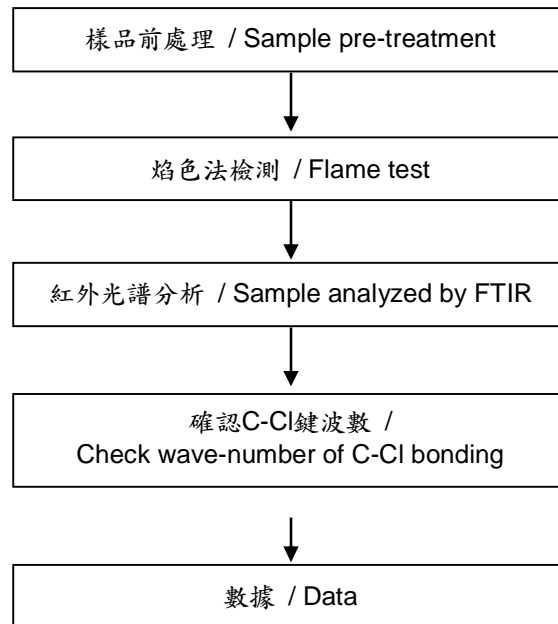 樣品前處理 / Sample pre-treatment
焰色法檢測 / Flame test
紅外光譜分析 / Sample analyzed by FTIR
確認C-Cl鍵波數 /
Check wave-number of C-Cl bonding
數據 / Data